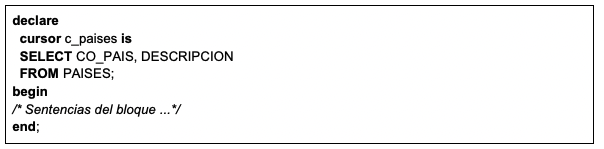 declare
cursor c_paises is
SELECT CO_PAIS, DESCRIPCION
FROM PAISES;
begin
/* Sentencias del bloque ...*/
end;